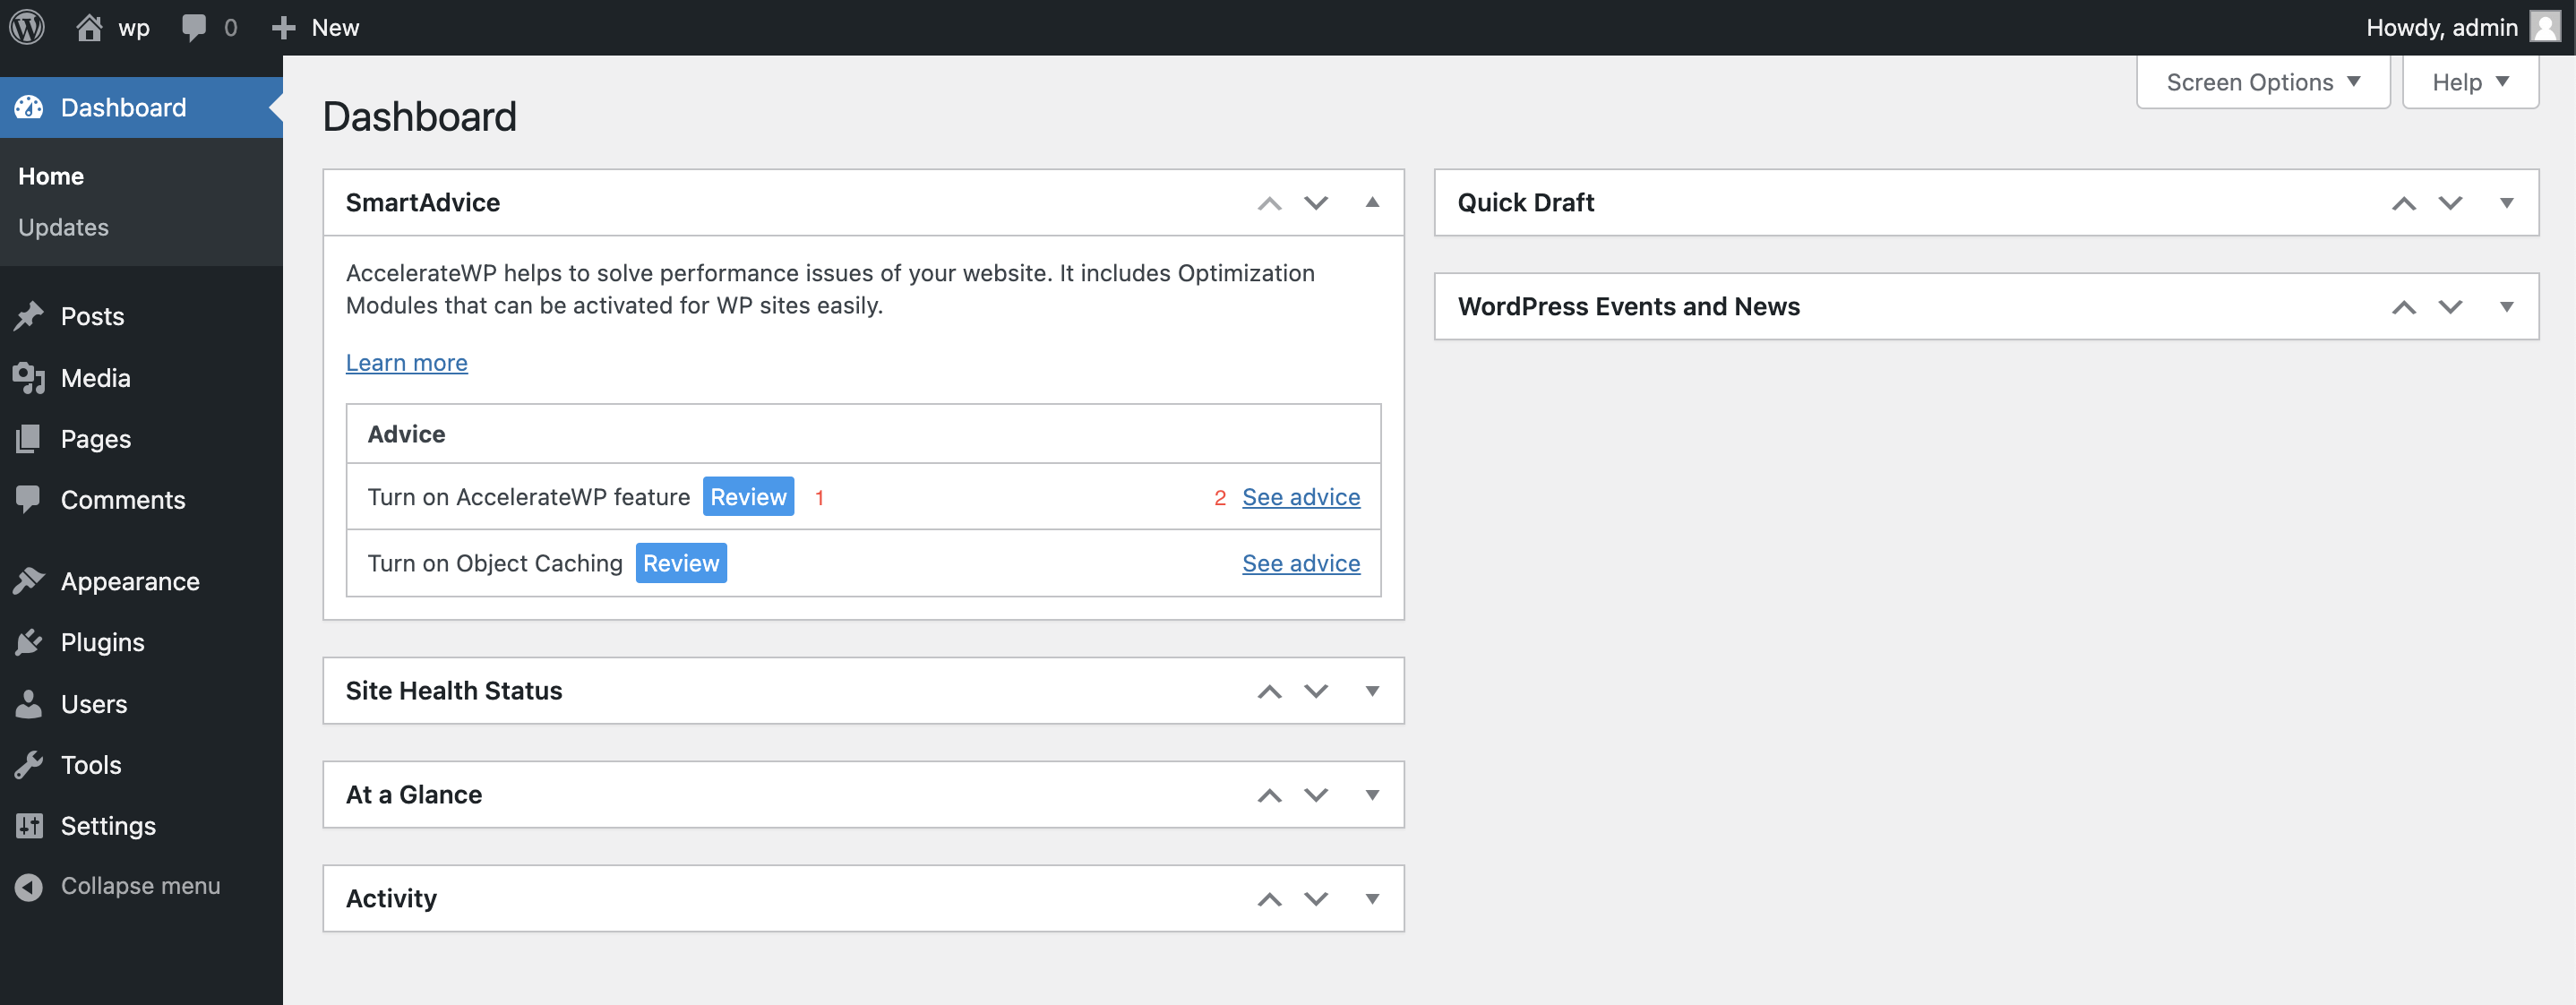 wp 0 New Howdy, admin
Screen Options Help
Dashboard
Home
Updates
Posts
Media
Pages
Comments
Appearance
Plugins
Users
Tools
Settings
Collapse menu
Dashboard
SmartAdvice
AccelerateWP helps to solve performance issues of your website. It includes Optimization
Modules that can be activated for WP sites easily.
Learn more
Advice
Turn on AccelerateWP feature Review 1 2 See advice
Turn on Object Caching Review See advice
Site Health Status
At a Glance
Activity
Quick Draft
WordPress Events and News